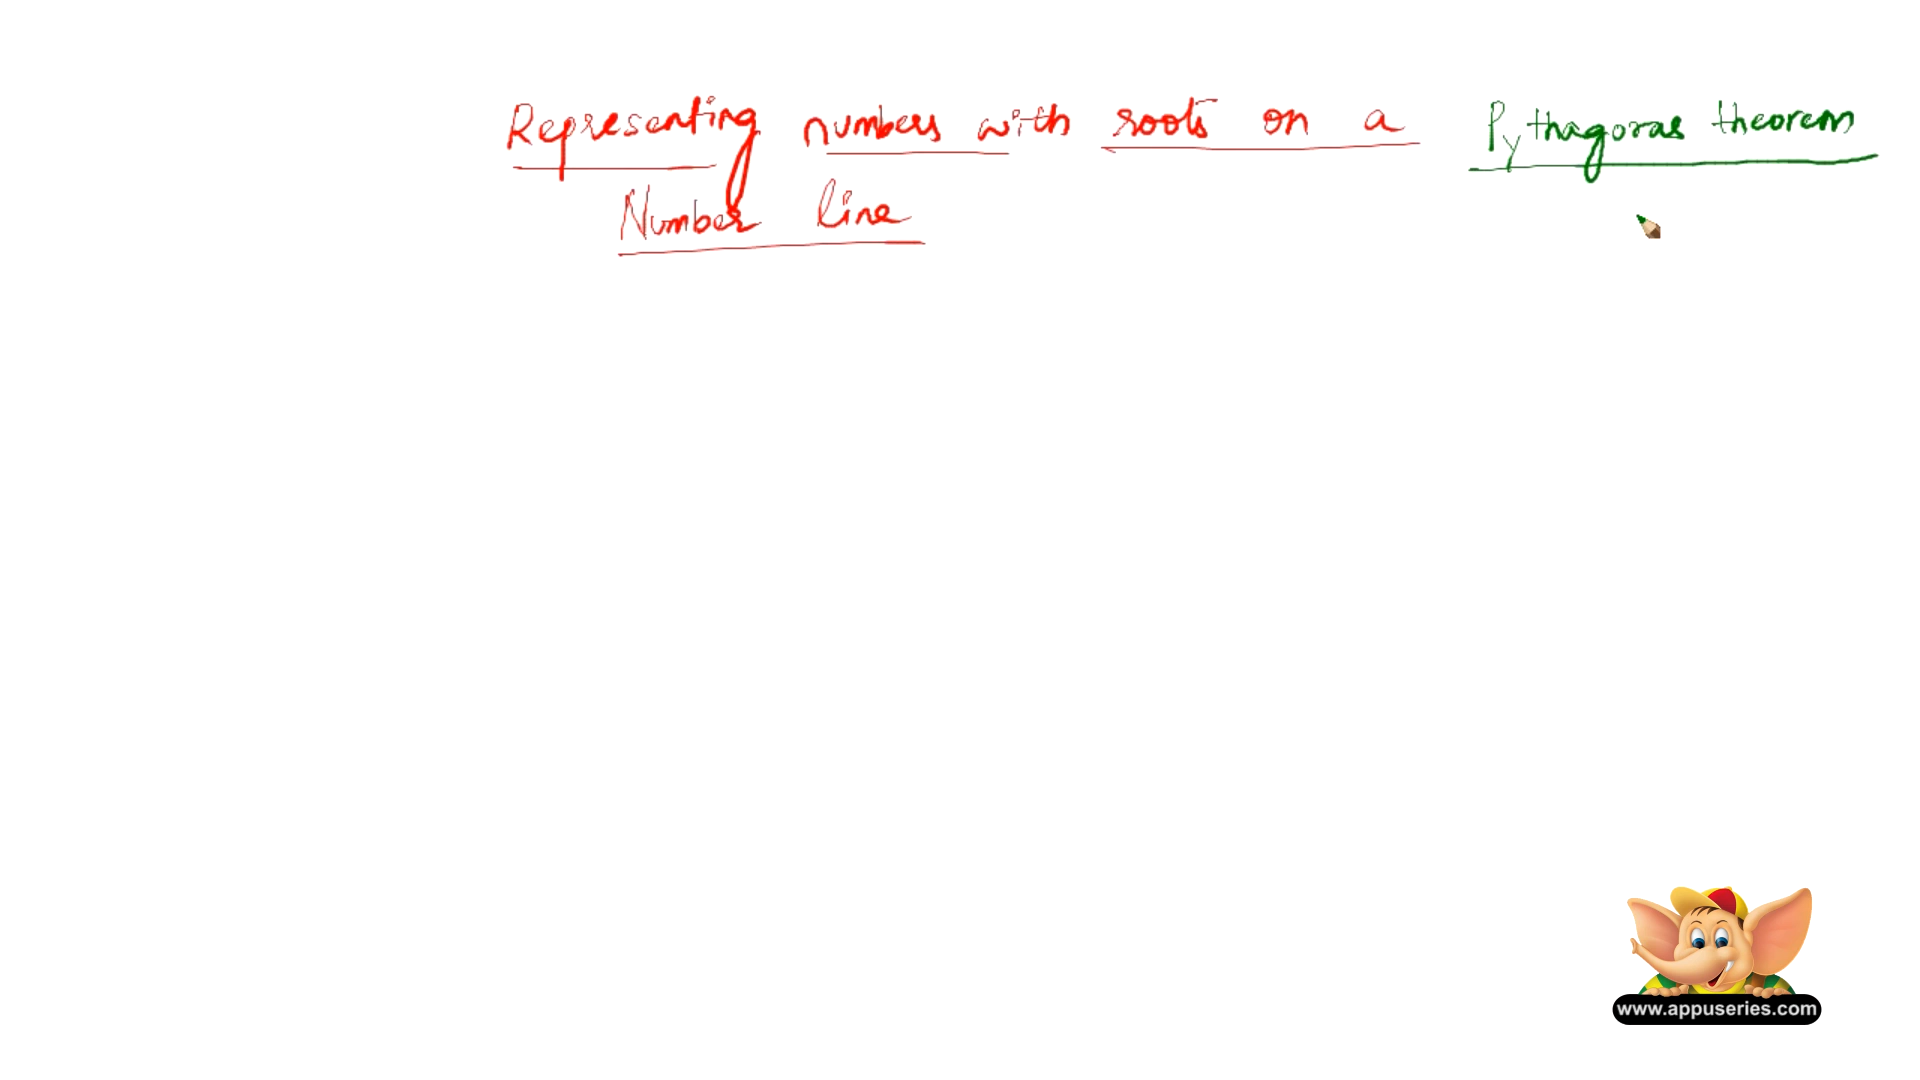 Representing numbers with roots on a
Number line
Pythagoras theorem
www.appuseries.com